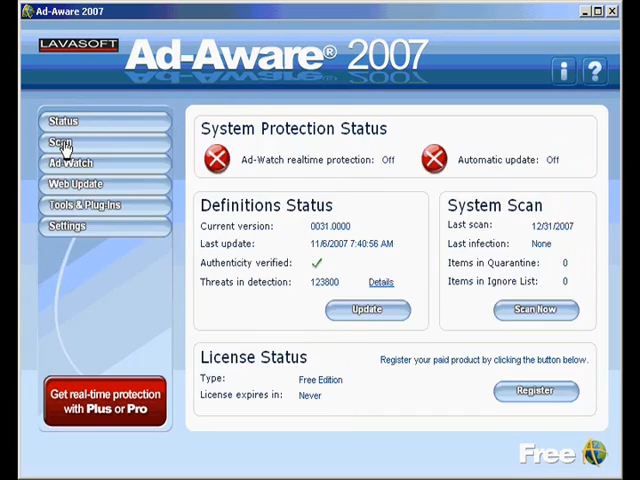 Ad-Aware 2007
LAVASOFT
Ad-Aware® 2007
i ?
Status
Scan
Ad-Watch
Web Update
Tools & Plug-Ins
Settings
Get real-time protection
with Plus or Pro
System Protection Status
Ad-Watch realtime protection: Off
Automatic update: Off
Definitions Status
Current version: 0031.0000
Last update: 11/6/2007 7:40:56 AM
Authenticity verified:
Threats in detection: 123800 Details
Update
System Scan
Last scan: 12/31/2007
Last infection: None
Items in Quarantine: 0
Items in Ignore List: 0
Scan Now
License Status
Register your paid product by clicking the button below.
Type: Free Edition
License expires in: Never
Register
Free